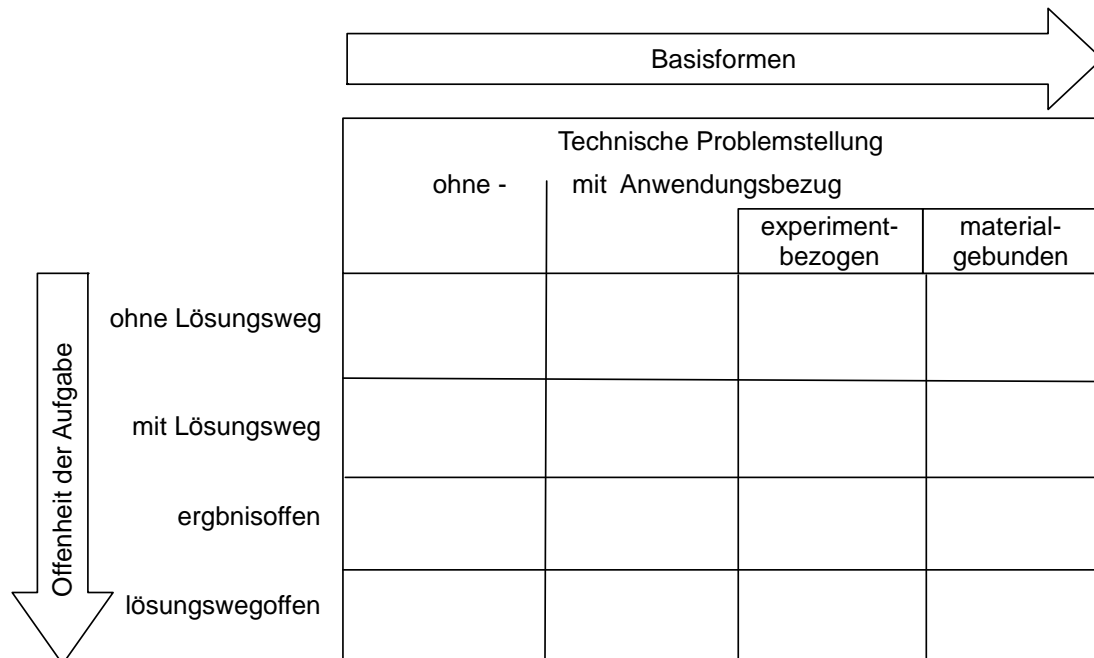 Basisformen
Technische Problemstellung
ohne - mit Anwendungsbezug
experiment-
bezogen
material-
gebunden
Offenheit der Aufgabe
ohne Lösungsweg
mit Lösungsweg
ergbnisoffen
lösungswegoffen